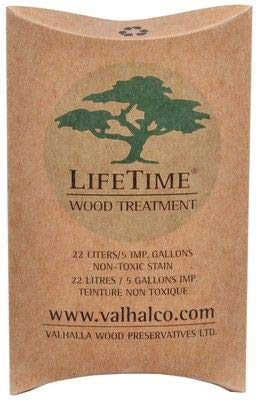 LIFETIME®
WOOD TREATMENT
22 LITERS/5 IMP. GALLONS
NON-TOXIC STAIN
22 LITRES / 5 GALLONS IMP.
TEINTURE NON TOXIQUE
www.valhalco.com
VALHALLA WOOD PRESERVATIVES LTD.